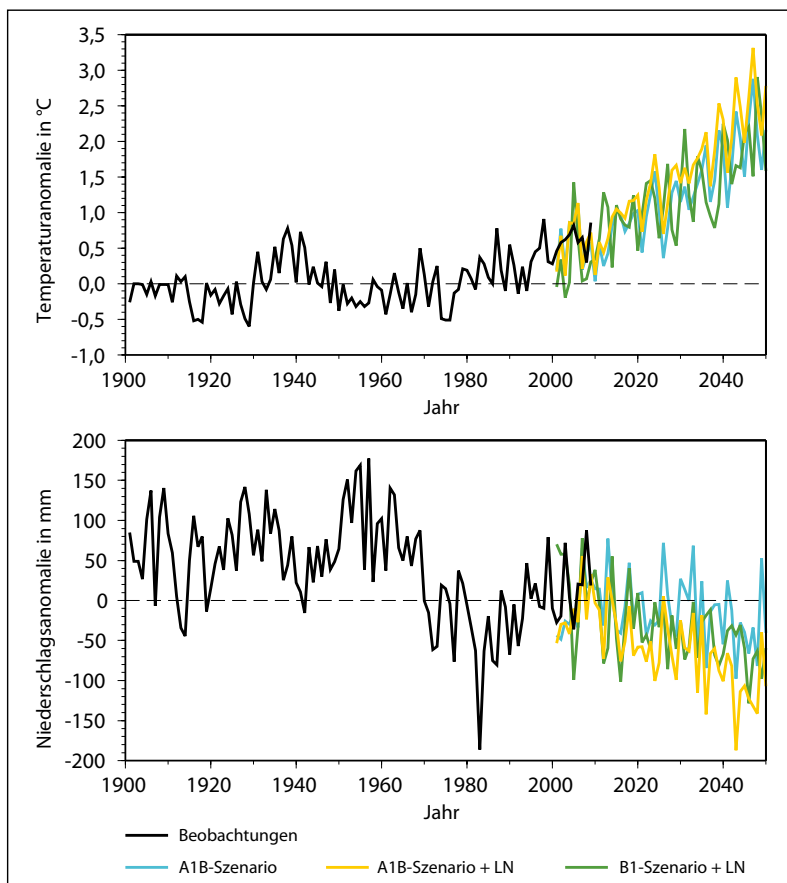 Temperaturanomalie in °C
3,5
3,0
2,5
2,0
1,5
1,0
0,5
0,0
-0,5
-1,0
1900 1920 1940 1960 1980 2000 2020 2040
Jahr
Niederschlagsanomalie in mm
200
150
100
50
0
-50
-100
-150
-200
1900 1920 1940 1960 1980 2000 2020 2040
Jahr
Beobachtungen
A1B-Szenario A1B-Szenario + LN B1-Szenario + LN